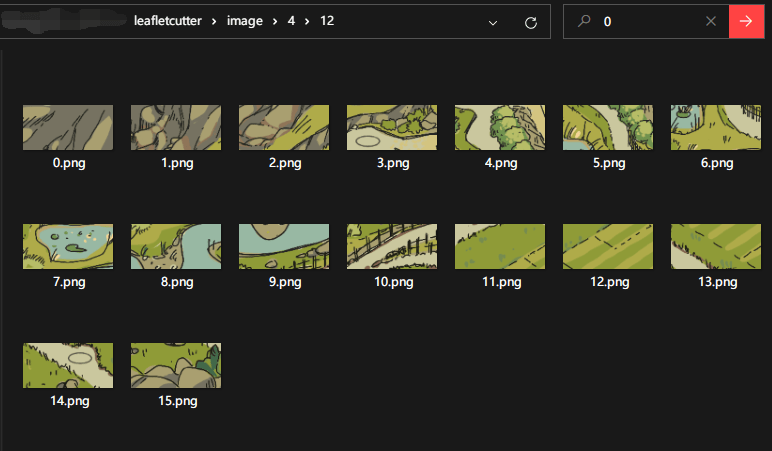 leafletcutter › image › 4 › 12
0
0.png 1.png 2.png 3.png 4.png 5.png 6.png
7.png 8.png 9.png 10.png 11.png 12.png 13.png
14.png 15.png